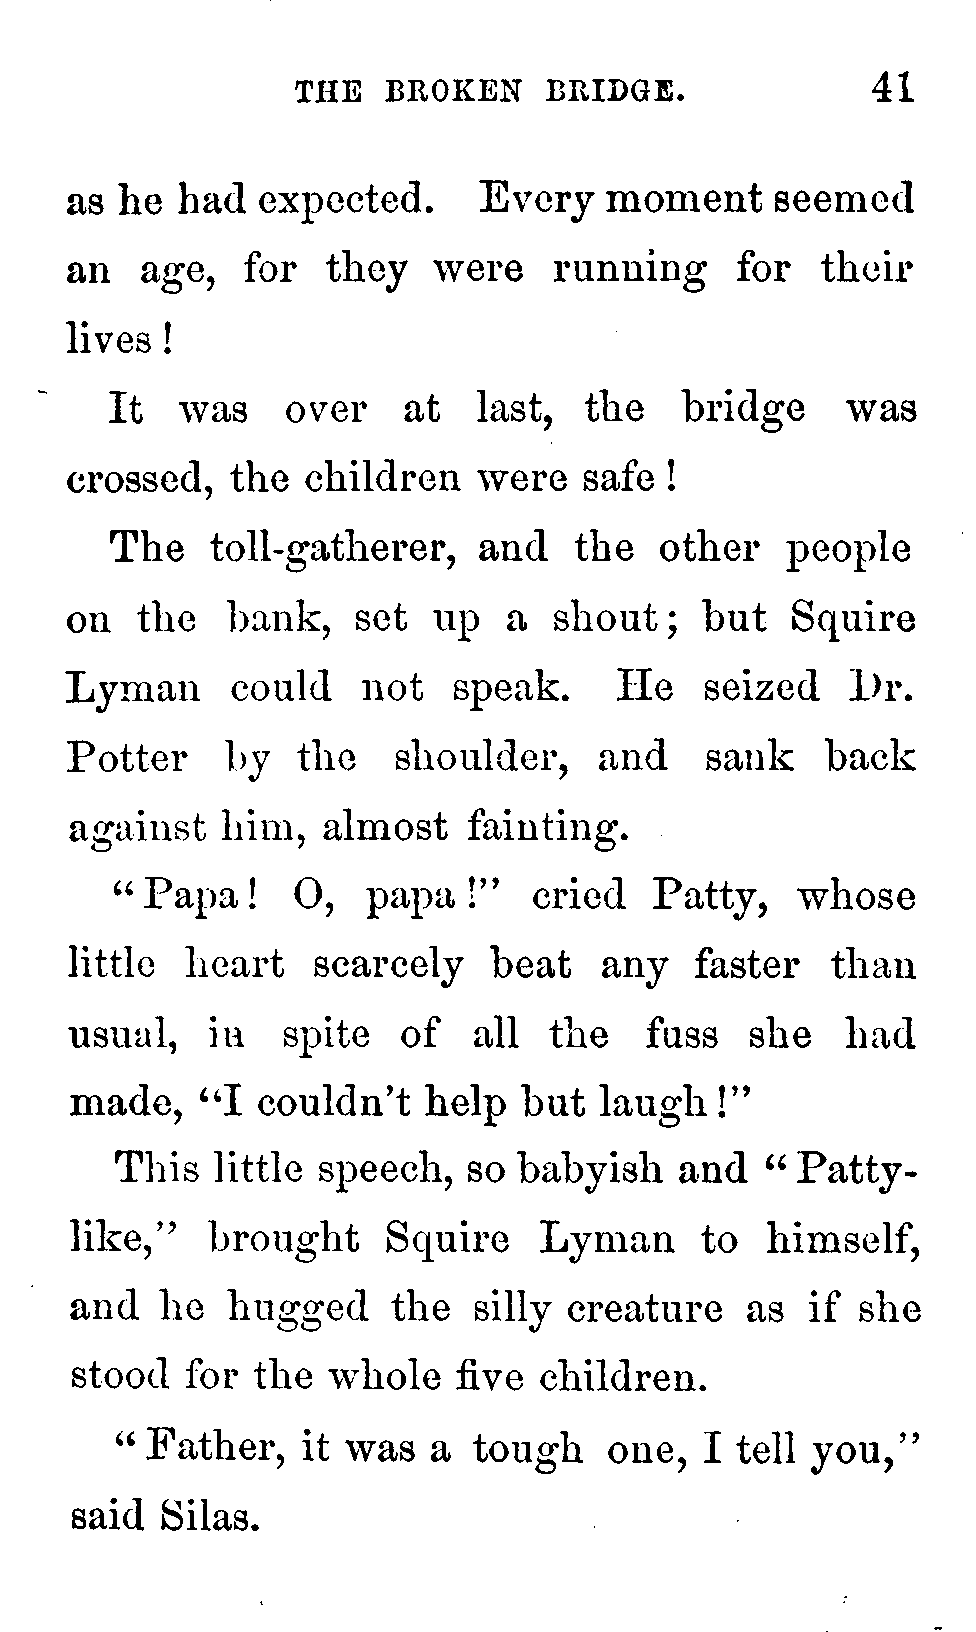 THE BROKEN BRIDGE. 41
as he had expected. Every moment seemed
an age, for they were running for their
lives!
It was over at last, the bridge was
crossed, the children were safe!
The toll-gatherer, and the other people
on the bank, set up a shout; but Squire
Lyman could not speak. He seized Dr.
Potter by the shoulder, and sank back
against him, almost fainting.
"Papa! O, papa!" cried Patty, whose
little heart scarcely beat any faster than
usual, in spite of all the fuss she had
made, "I couldn't help but laugh!"
This little speech, so babyish and "Patty-
like," brought Squire Lyman to himself,
and he hugged the silly creature as if she
stood for the whole five children.
"Father, it was a tough one, I tell you,"
said Silas.